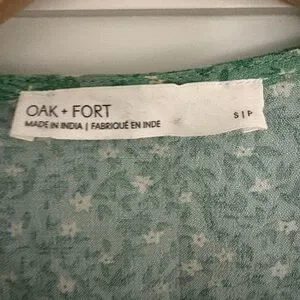 OAK + FORT
MADE IN INDIA | FABRIQUÉ EN INDE
S | P